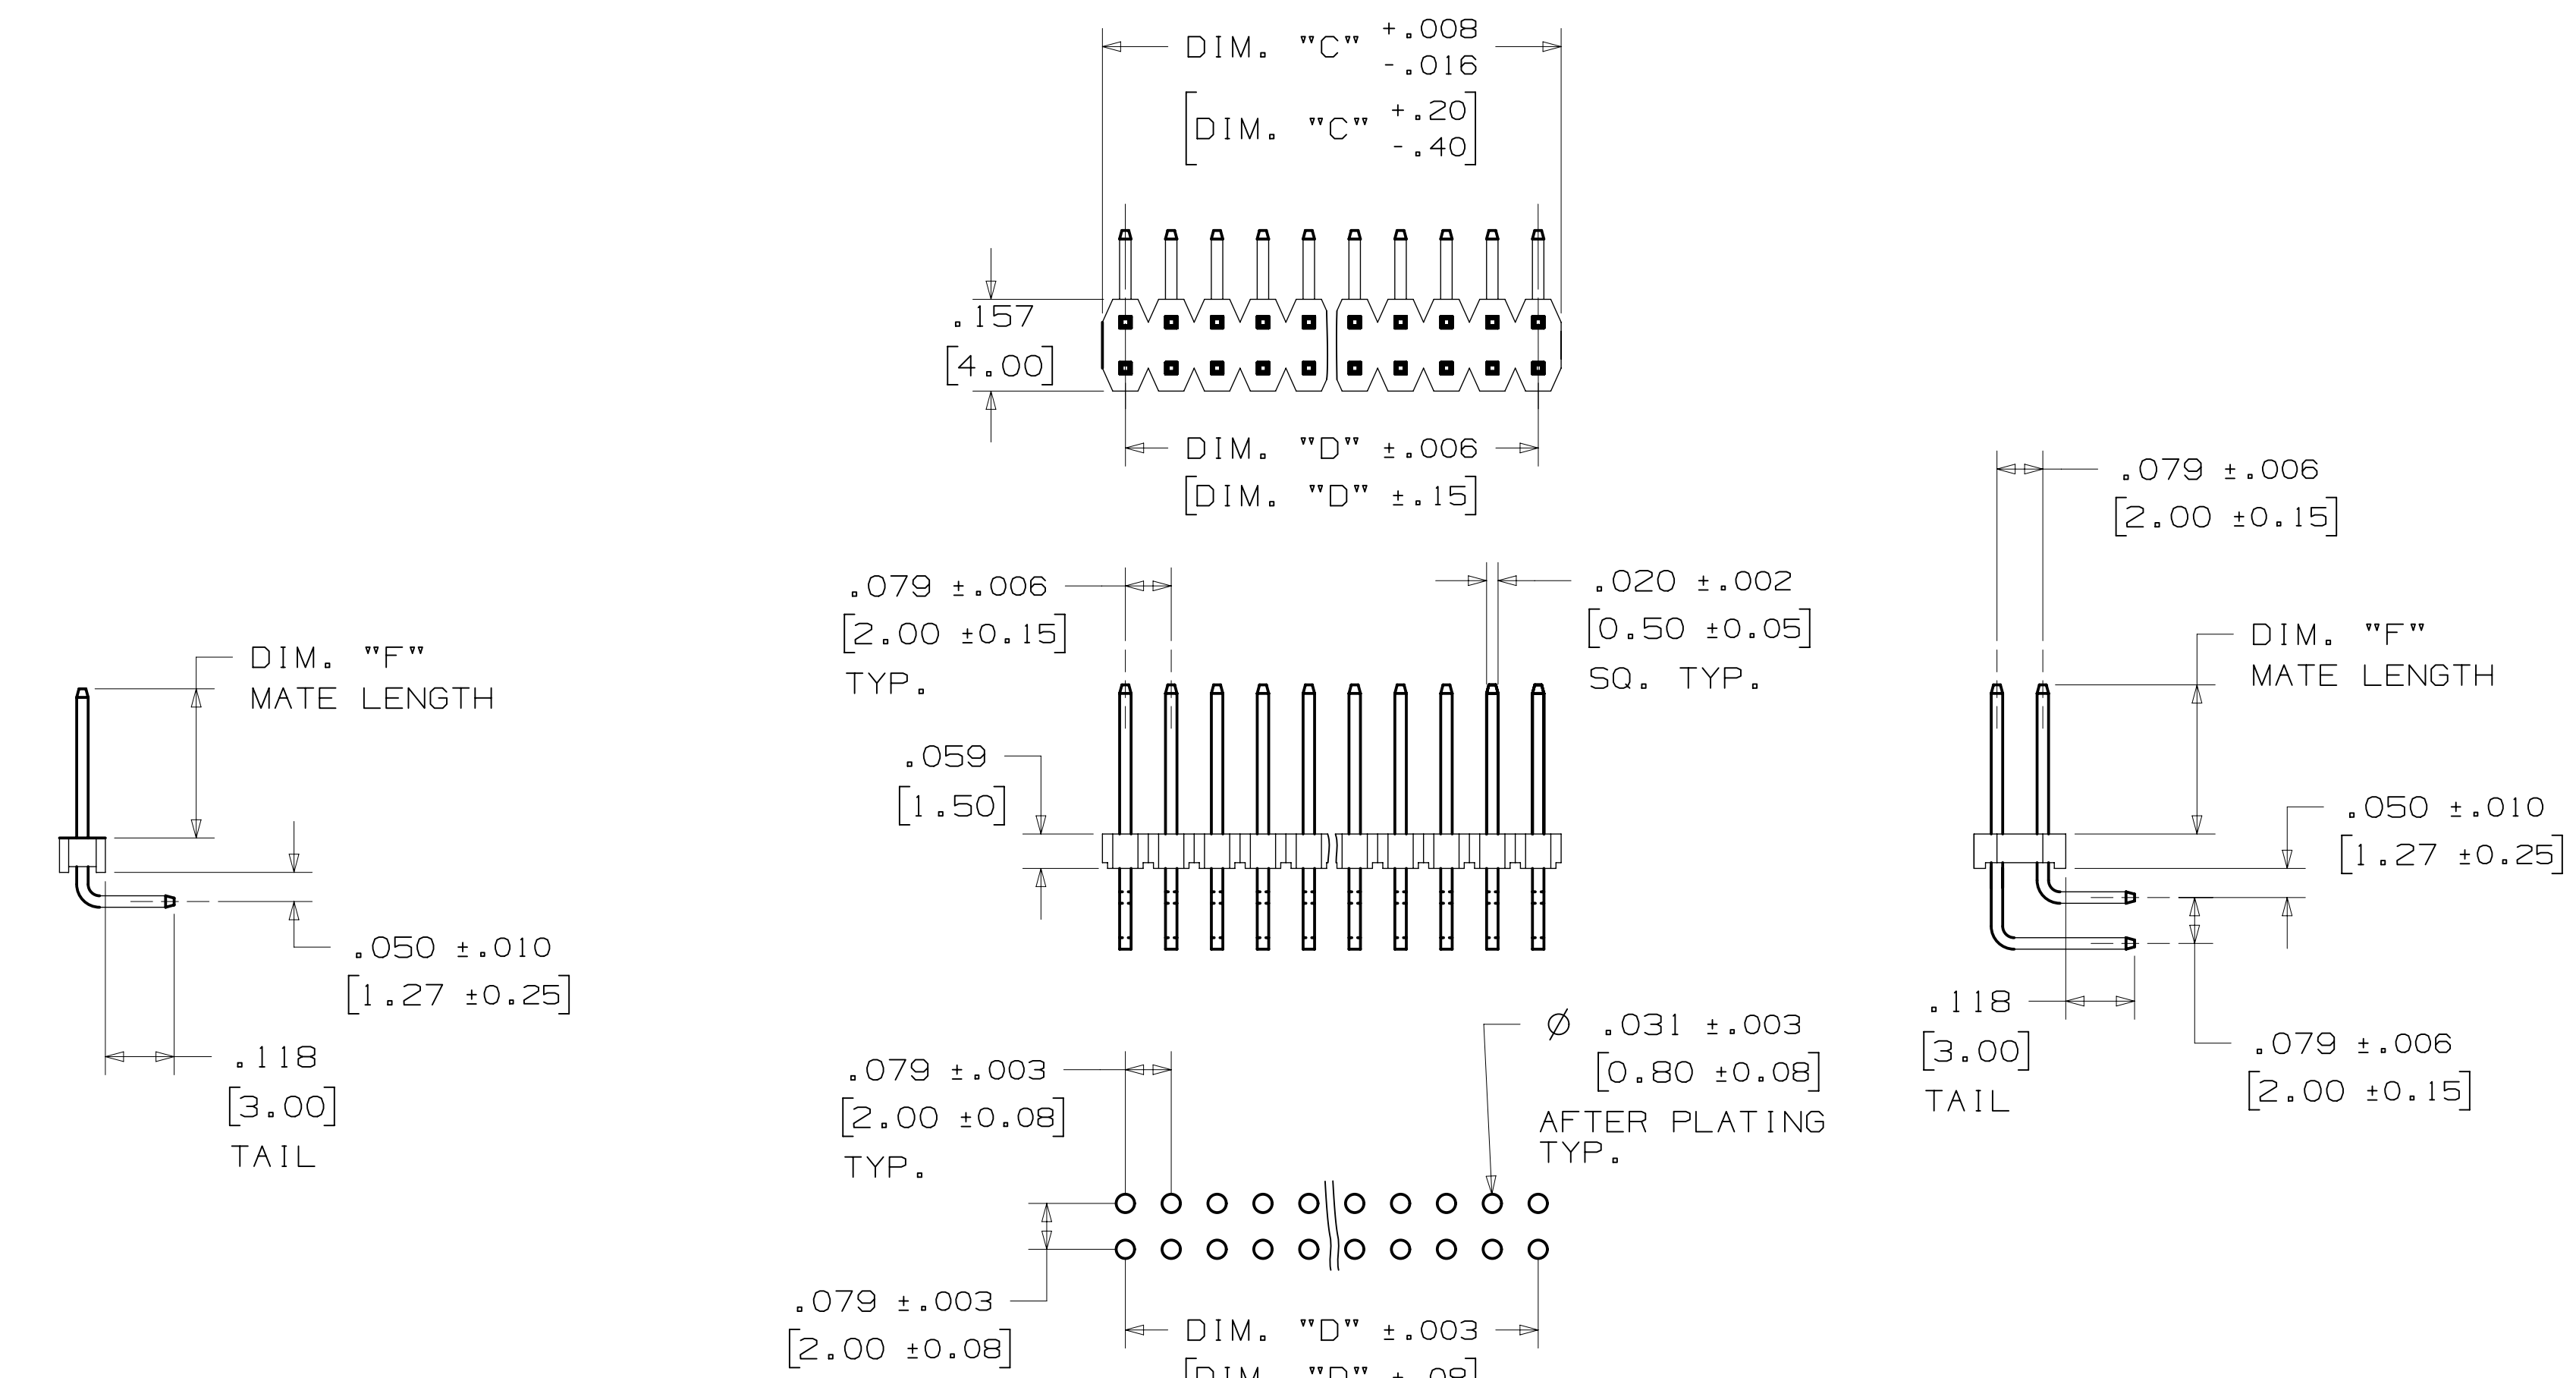 DIM. "C" +.008
-.016
[DIM. "C" +.20
-.40]
.157
[4.00]
DIM. "D" ±.006
[DIM. "D" ±.15]
.079 ±.006
[2.00 ±0.15]
.079 ±.006
[2.00 ±0.15]
TYP.
.020 ±.002
[0.50 ±0.05]
SQ. TYP.
DIM. "F"
MATE LENGTH
DIM. "F"
MATE LENGTH
.059
[1.50]
.050 ±.010
[1.27 ±0.25]
.050 ±.010
[1.27 ±0.25]
.118
[3.00]
TAIL
.118
[3.00]
TAIL
.079 ±.006
[2.00 ±0.15]
Ø .031 ±.003
[0.80 ±0.08]
AFTER PLATING
TYP.
.079 ±.003
[2.00 ±0.08]
TYP.
.079 ±.003
[2.00 ±0.08]
DIM. "D" ±.003
[DIM. "D" ±.08]